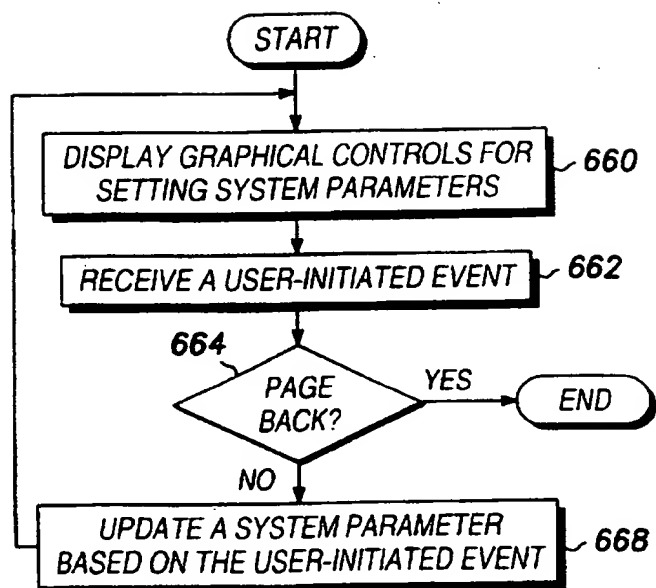 START
DISPLAY GRAPHICAL CONTROLS FOR
SETTING SYSTEM PARAMETERS
660
RECEIVE A USER-INITIATED EVENT
662
664
PAGE
BACK?
YES
END
NO
UPDATE A SYSTEM PARAMETER
BASED ON THE USER-INITIATED EVENT
668